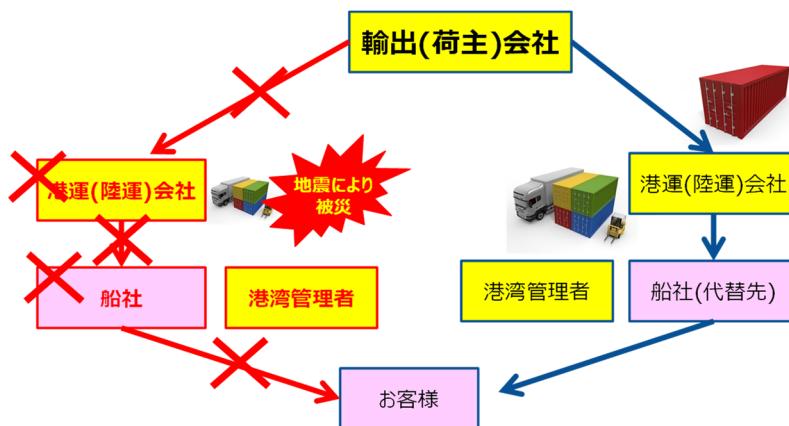 輸出(荷主)会社
港運(陸運)会社
地震により
被災
港運(陸運)会社
船社
港湾管理者
港湾管理者
船社(代替先)
お客様